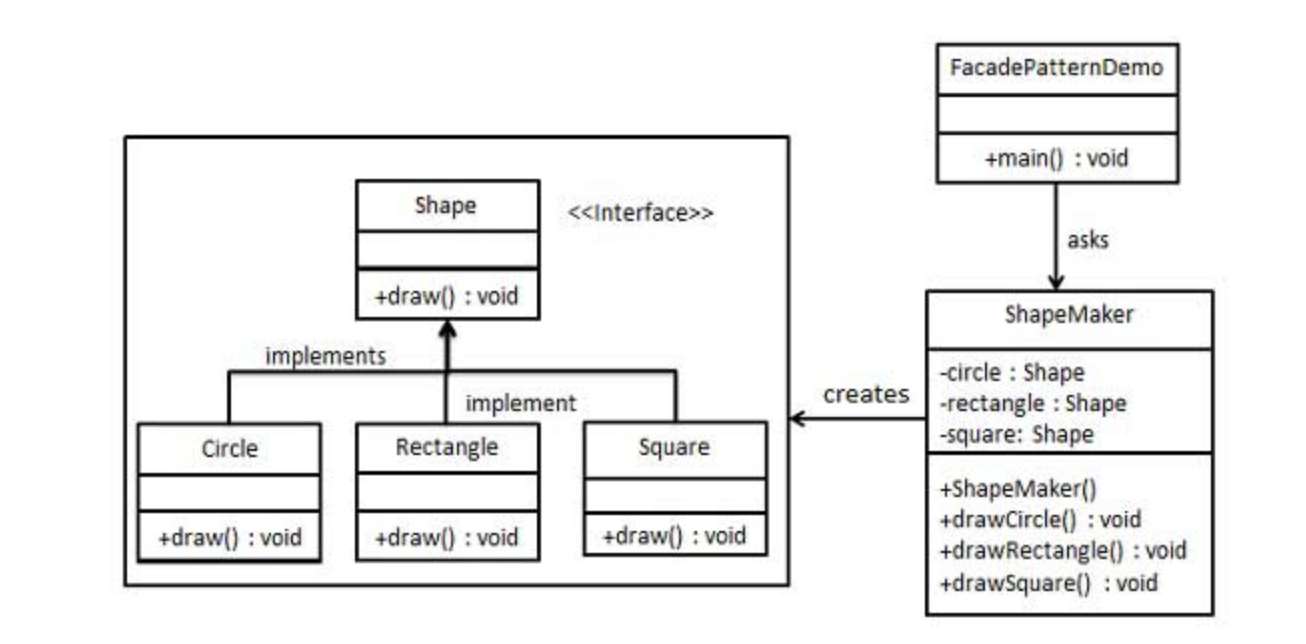 FacadePatternDemo
+main() : void
asks
Shape
<<Interface>>
+draw() : void
implements
implement
Circle
+draw() : void
Rectangle
+draw() : void
Square
+draw() : void
creates
ShapeMaker
-circle : Shape
-rectangle : Shape
-square: Shape
+ShapeMaker()
+drawCircle() : void
+drawRectangle() : void
+drawSquare() : void